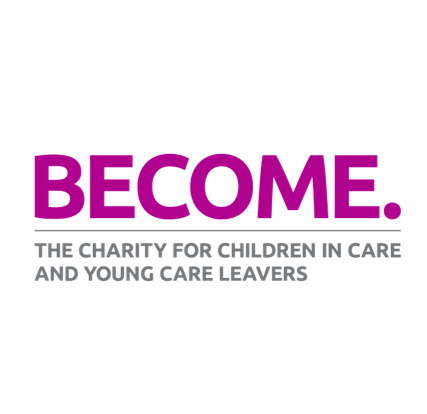 BECOME.
THE CHARITY FOR CHILDREN IN CARE
AND YOUNG CARE LEAVERS